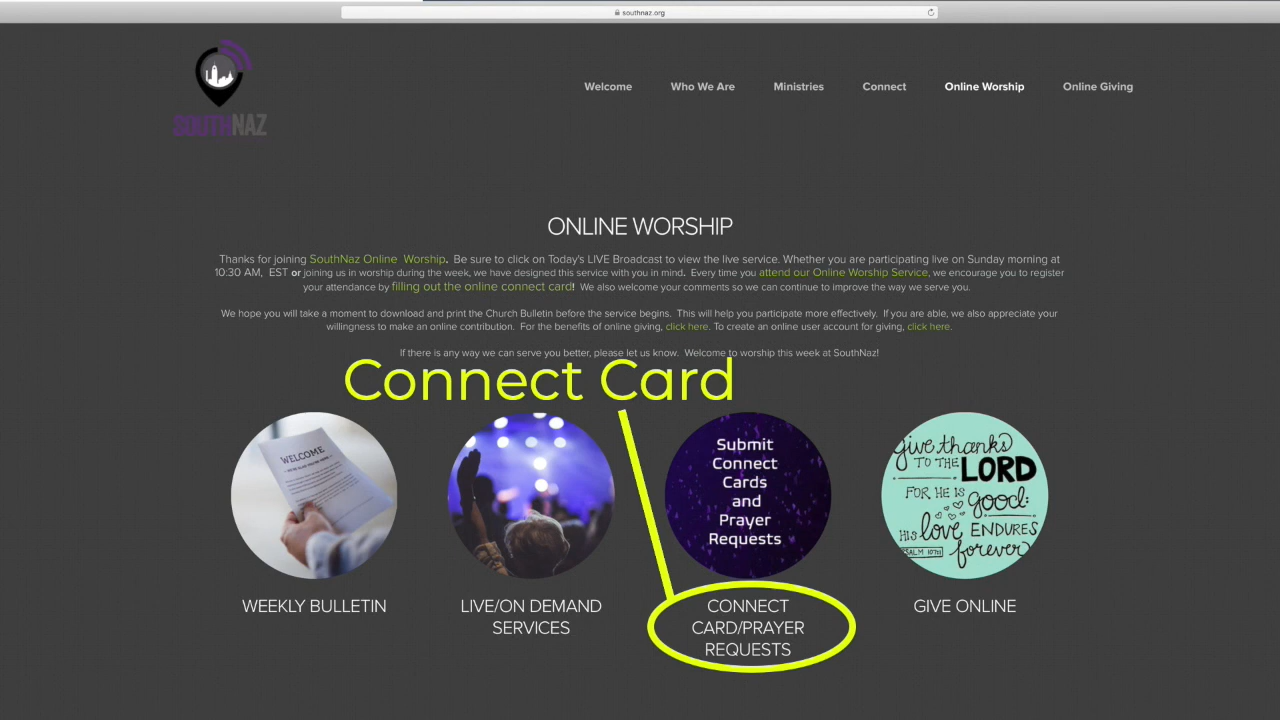 southnaz.org
SOUTHNAZ
Welcome Who We Are Ministries Connect Online Worship Online Giving
ONLINE WORSHIP
Thanks for joining SouthNaz Online Worship. Be sure to click on Today's LIVE Broadcast to view the live service. Whether you are participating live on Sunday morning at
10:30 AM, EST or joining us in worship during the week, we have designed this service with you in mind. Every time you attend our Online Worship Service, we encourage you to register
your attendance by filling out the online connect card! We also welcome your comments so we can continue to improve the way we serve you.
We hope you will take a moment to download and print the Church Bulletin before the service begins. This will help you participate more effectively. If you are able, we also appreciate your
willingness to make an online contribution. For the benefits of online giving, click here. To create an online user account for giving, click here.
If there is any way we can serve you better, please let us know. Welcome to worship this week at SouthNaz!
Connect Card
WELCOME
Submit
Connect
Cards
and
Prayer
Requests
give thanks
TO THE LORD
FOR HE IS good:
HIS love ENDURES
forever
WEEKLY BULLETIN
LIVE/ON DEMAND
SERVICES
CONNECT
CARD/PRAYER
REQUESTS
GIVE ONLINE